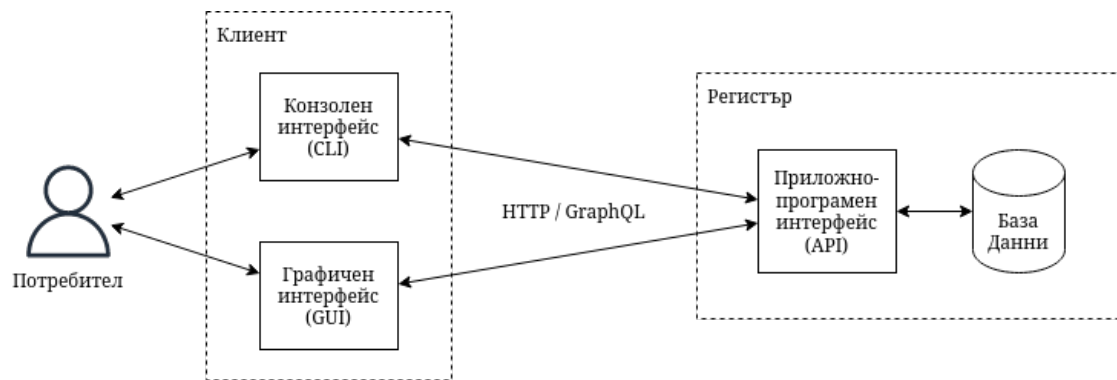 Клиент
Конзолен
интерфейс
(CLI)
Регистър
Приложно-
програмен
интерфейс
(API)
HTTP / GraphQL
База
Данни
Потребител
Графичен
интерфейс
(GUI)